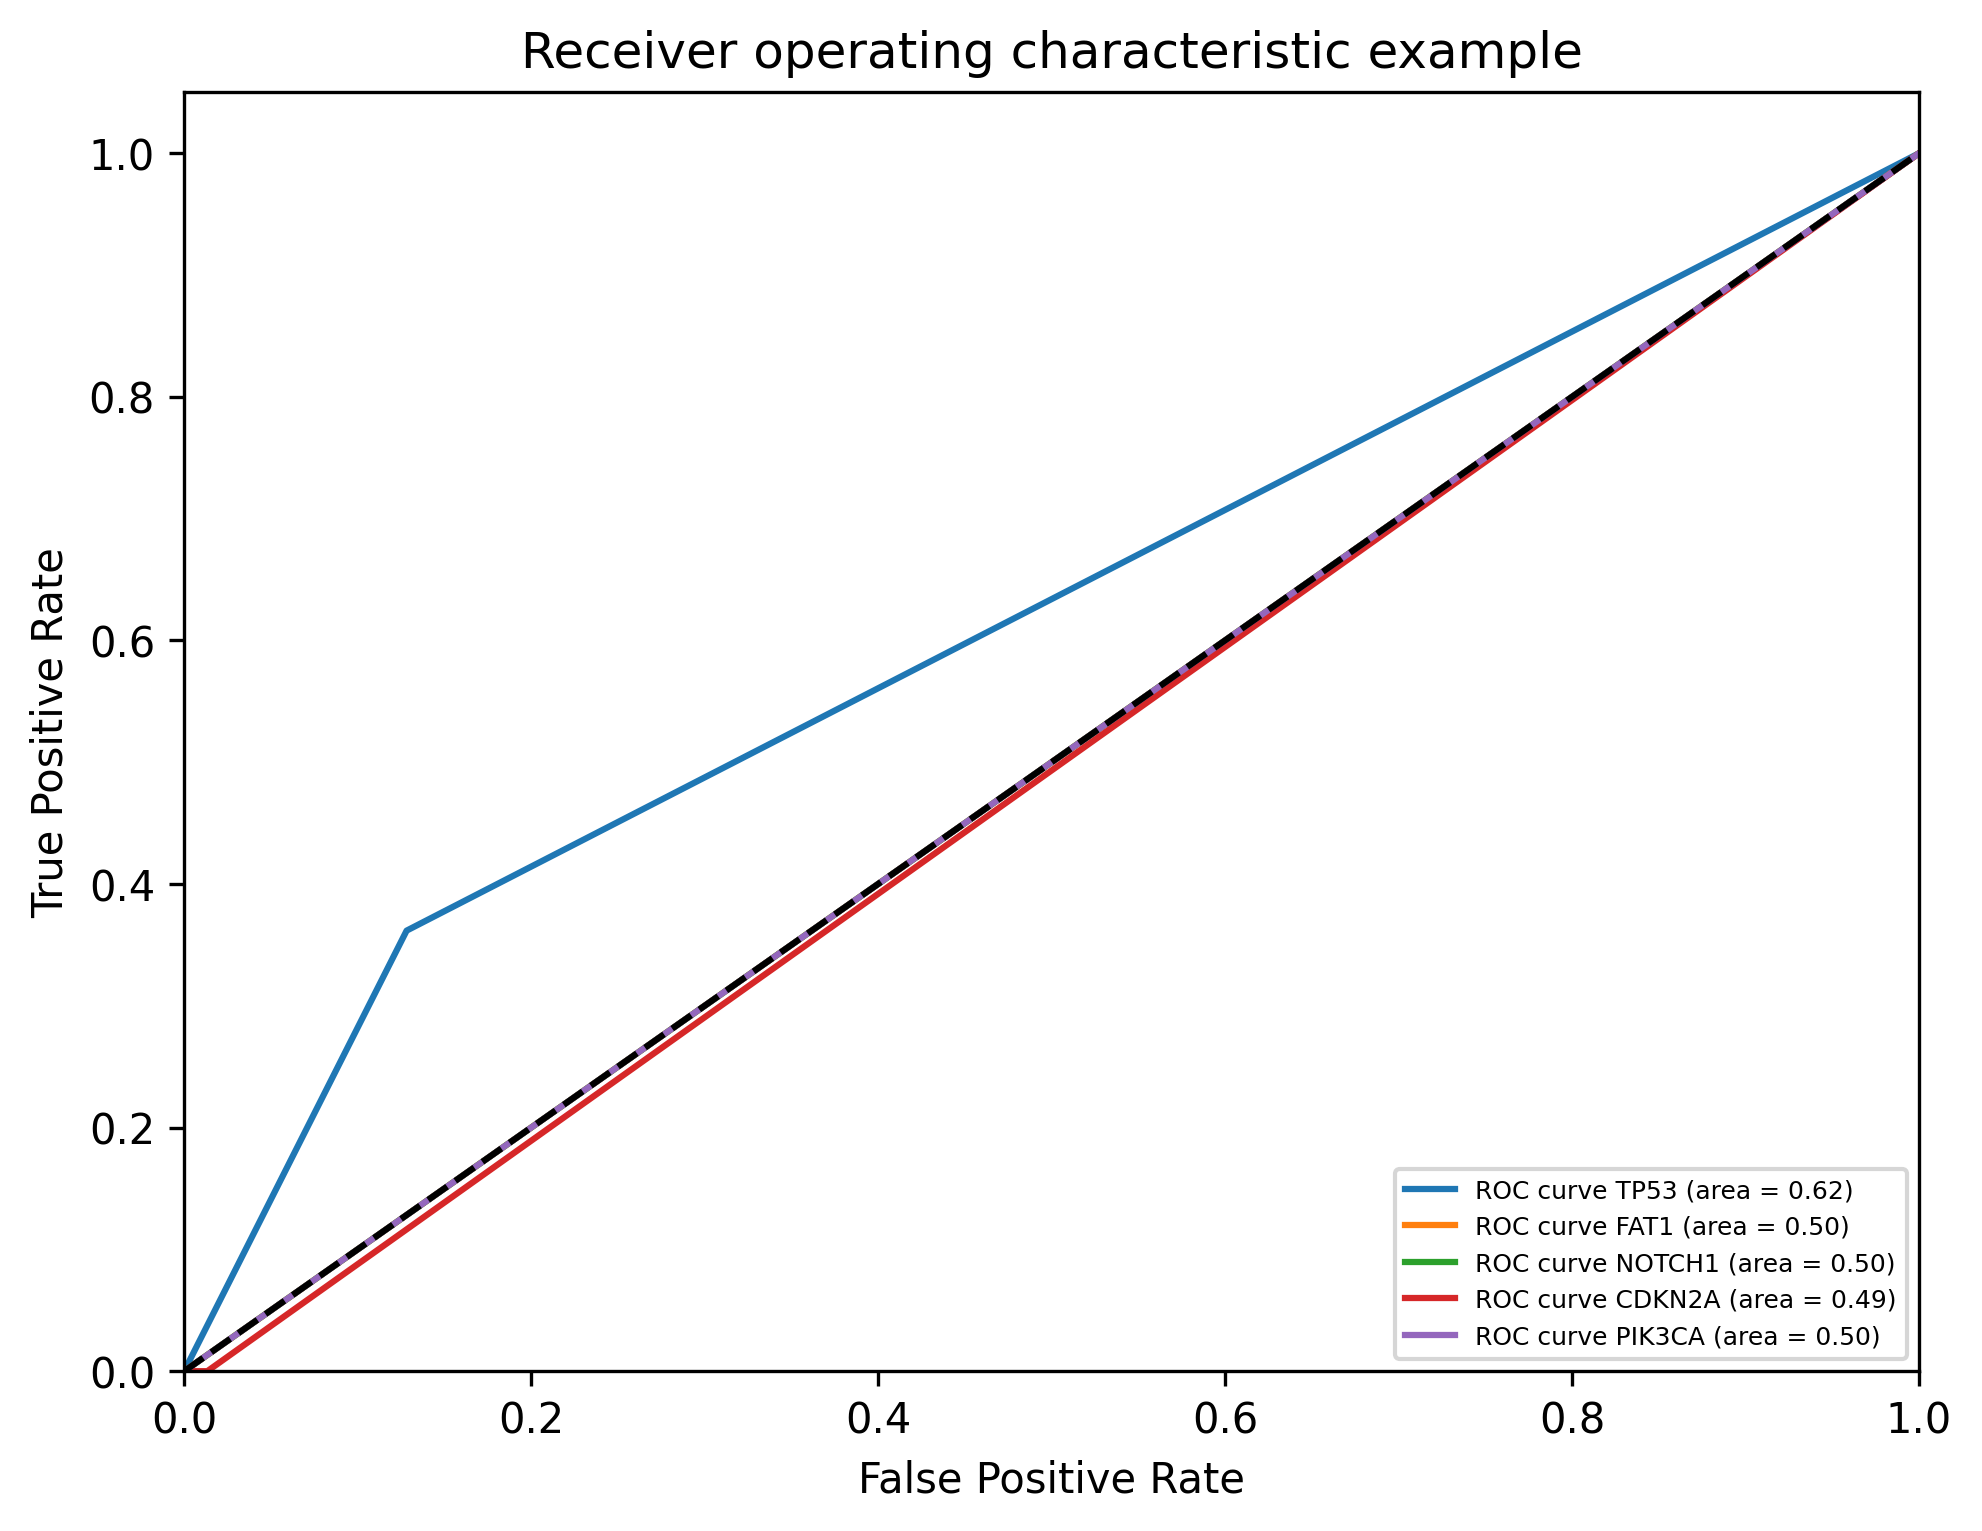 Receiver operating characteristic example
1.0
0.8
0.6
0.4
0.2
0.0
True Positive Rate
ROC curve TP53 (area = 0.62)
ROC curve FAT1 (area = 0.50)
ROC curve NOTCH1 (area = 0.50)
ROC curve CDKN2A (area = 0.49)
ROC curve PIK3CA (area = 0.50)
0.0 0.2 0.4 0.6 0.8 1.0
False Positive Rate